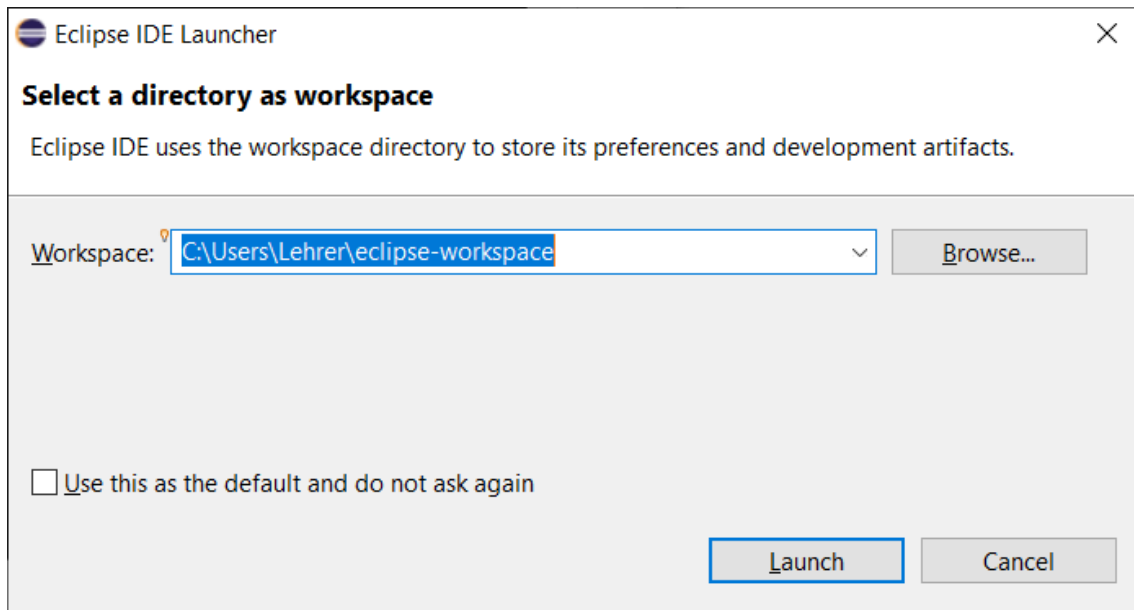 Eclipse IDE Launcher
Select a directory as workspace
Eclipse IDE uses the workspace directory to store its preferences and development artifacts.
Workspace: C:\Users\Lehrer\eclipse-workspace Browse...
Use this as the default and do not ask again
Launch Cancel